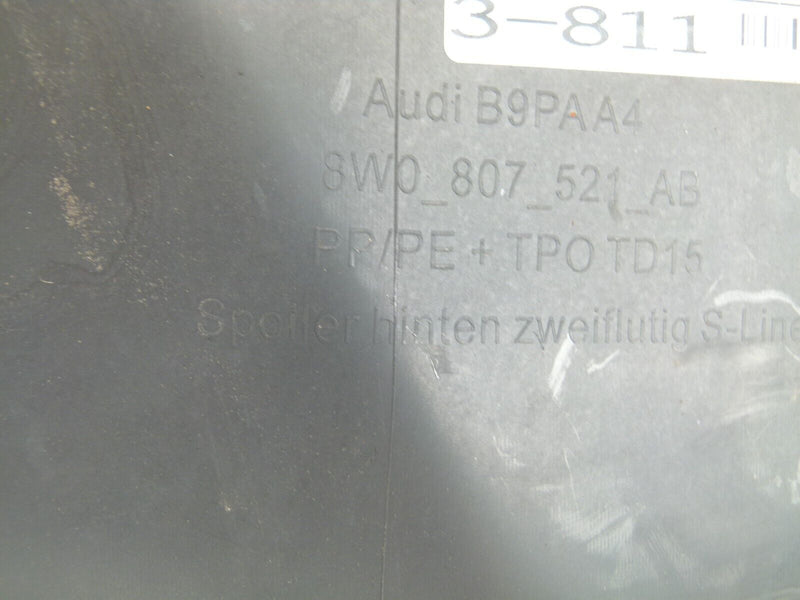 3-811
Audi B9PAA4
8W0_807_521_AB
PP/PE + TPO TD15
Spoiler hinten zweiflutig S-Line